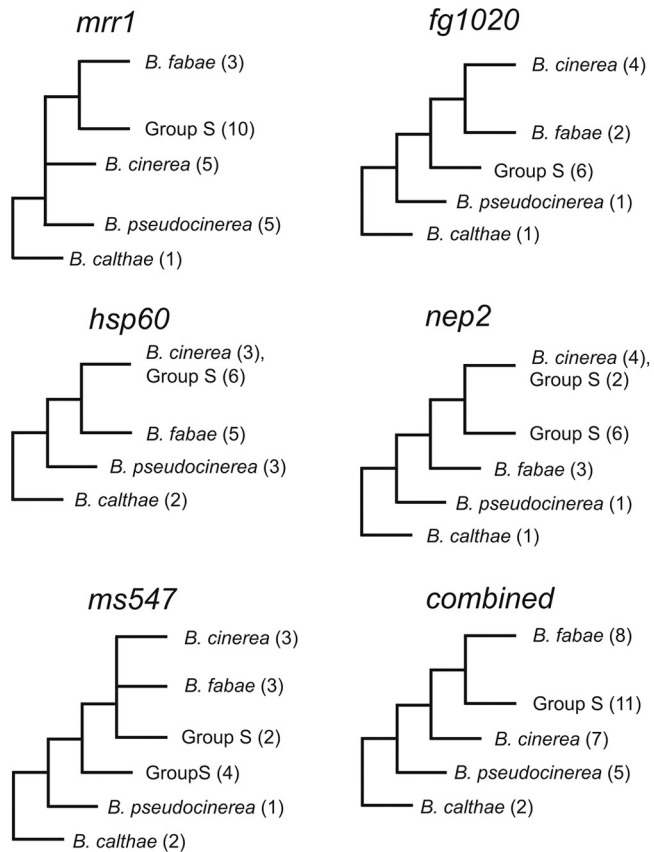 mrr1
B. fabae (3)
Group S (10)
B. cinerea (5)
B. pseudocinerea (5)
B. calthae (1)
fg1020
B. cinerea (4)
B. fabae (2)
Group S (6)
B. pseudocinerea (1)
B. calthae (1)
hsp60
B. cinerea (3),
Group S (6)
B. fabae (5)
B. pseudocinerea (3)
B. calthae (2)
nep2
B. cinerea (4),
Group S (2)
Group S (6)
B. fabae (3)
B. pseudocinerea (1)
B. calthae (1)
ms547
B. cinerea (3)
B. fabae (3)
Group S (2)
GroupS (4)
B. pseudocinerea (1)
B. calthae (2)
combined
B. fabae (8)
Group S (11)
B. cinerea (7)
B. pseudocinerea (5)
B. calthae (2)